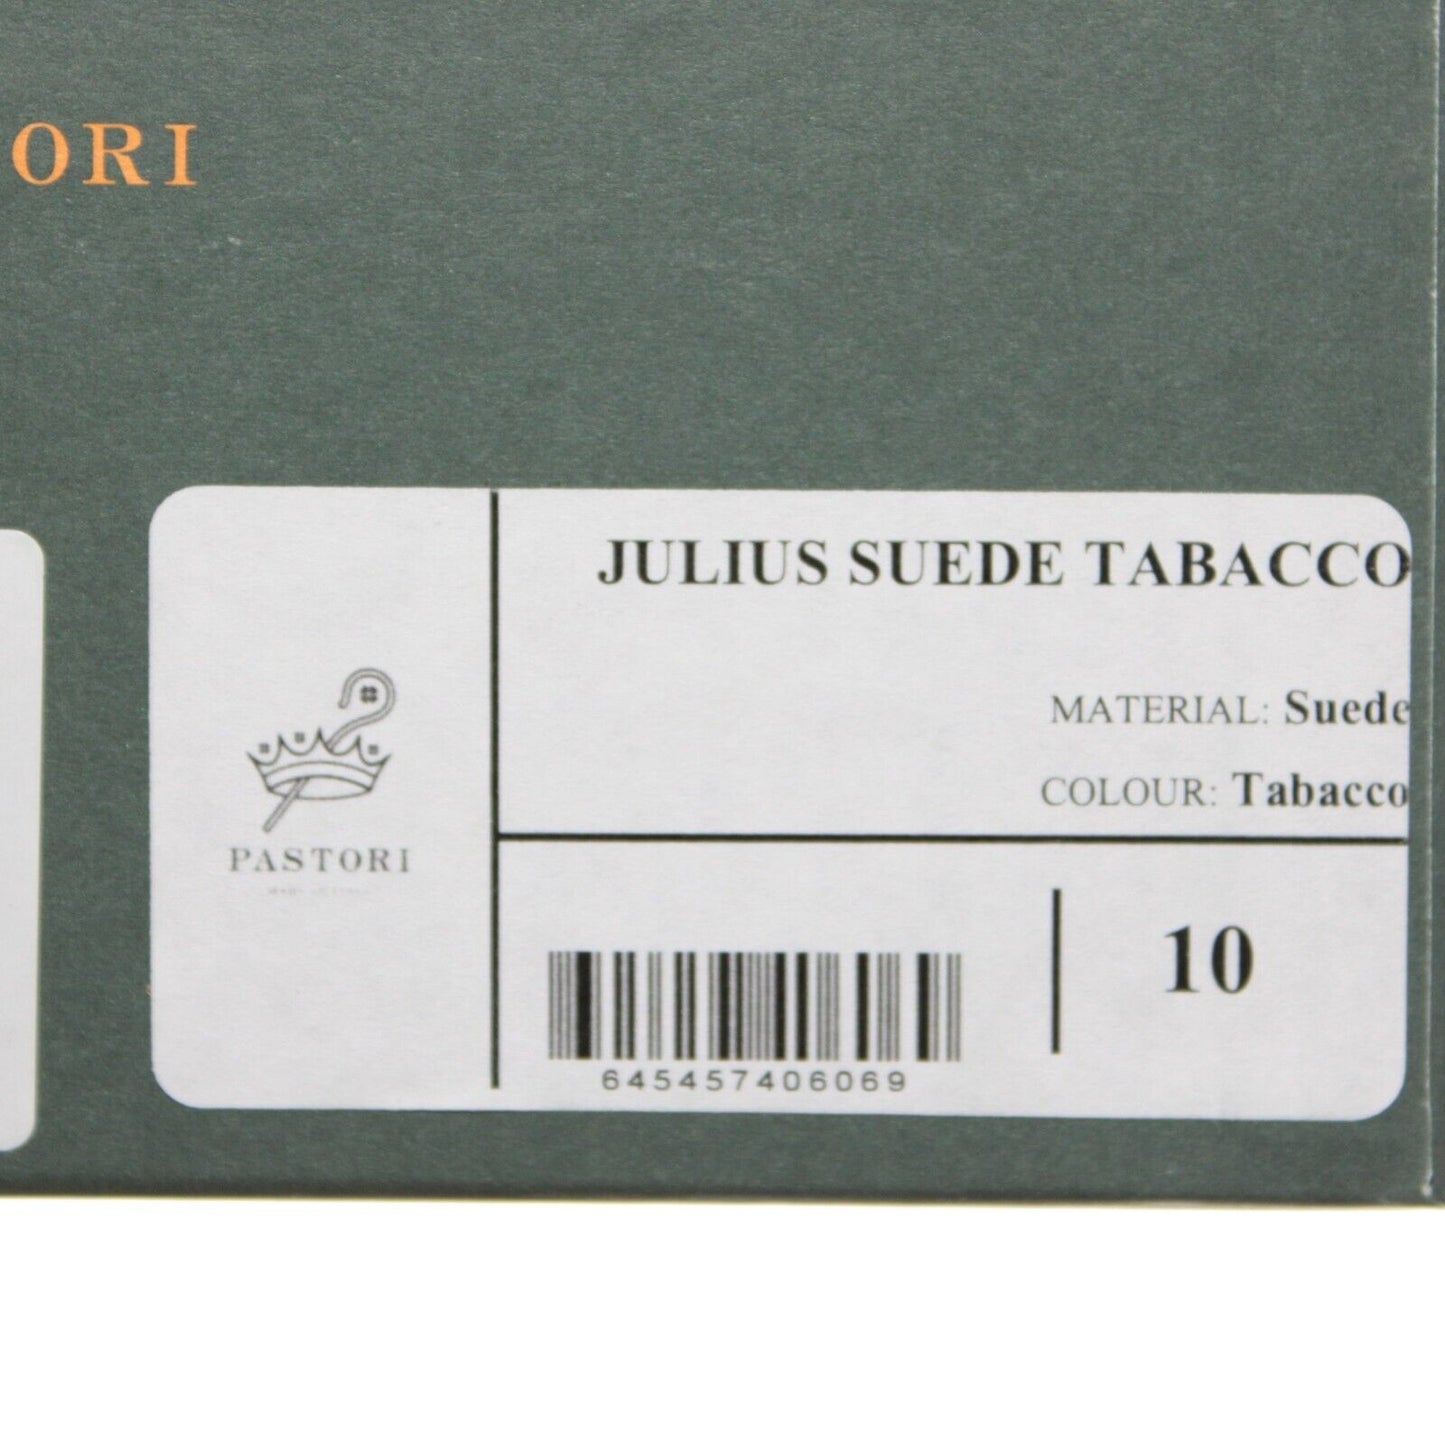 ORI
JULIUS SUEDE TABACCO
MATERIAL: Suede
COLOUR: Tabacco
PASTORI
10
645457406069